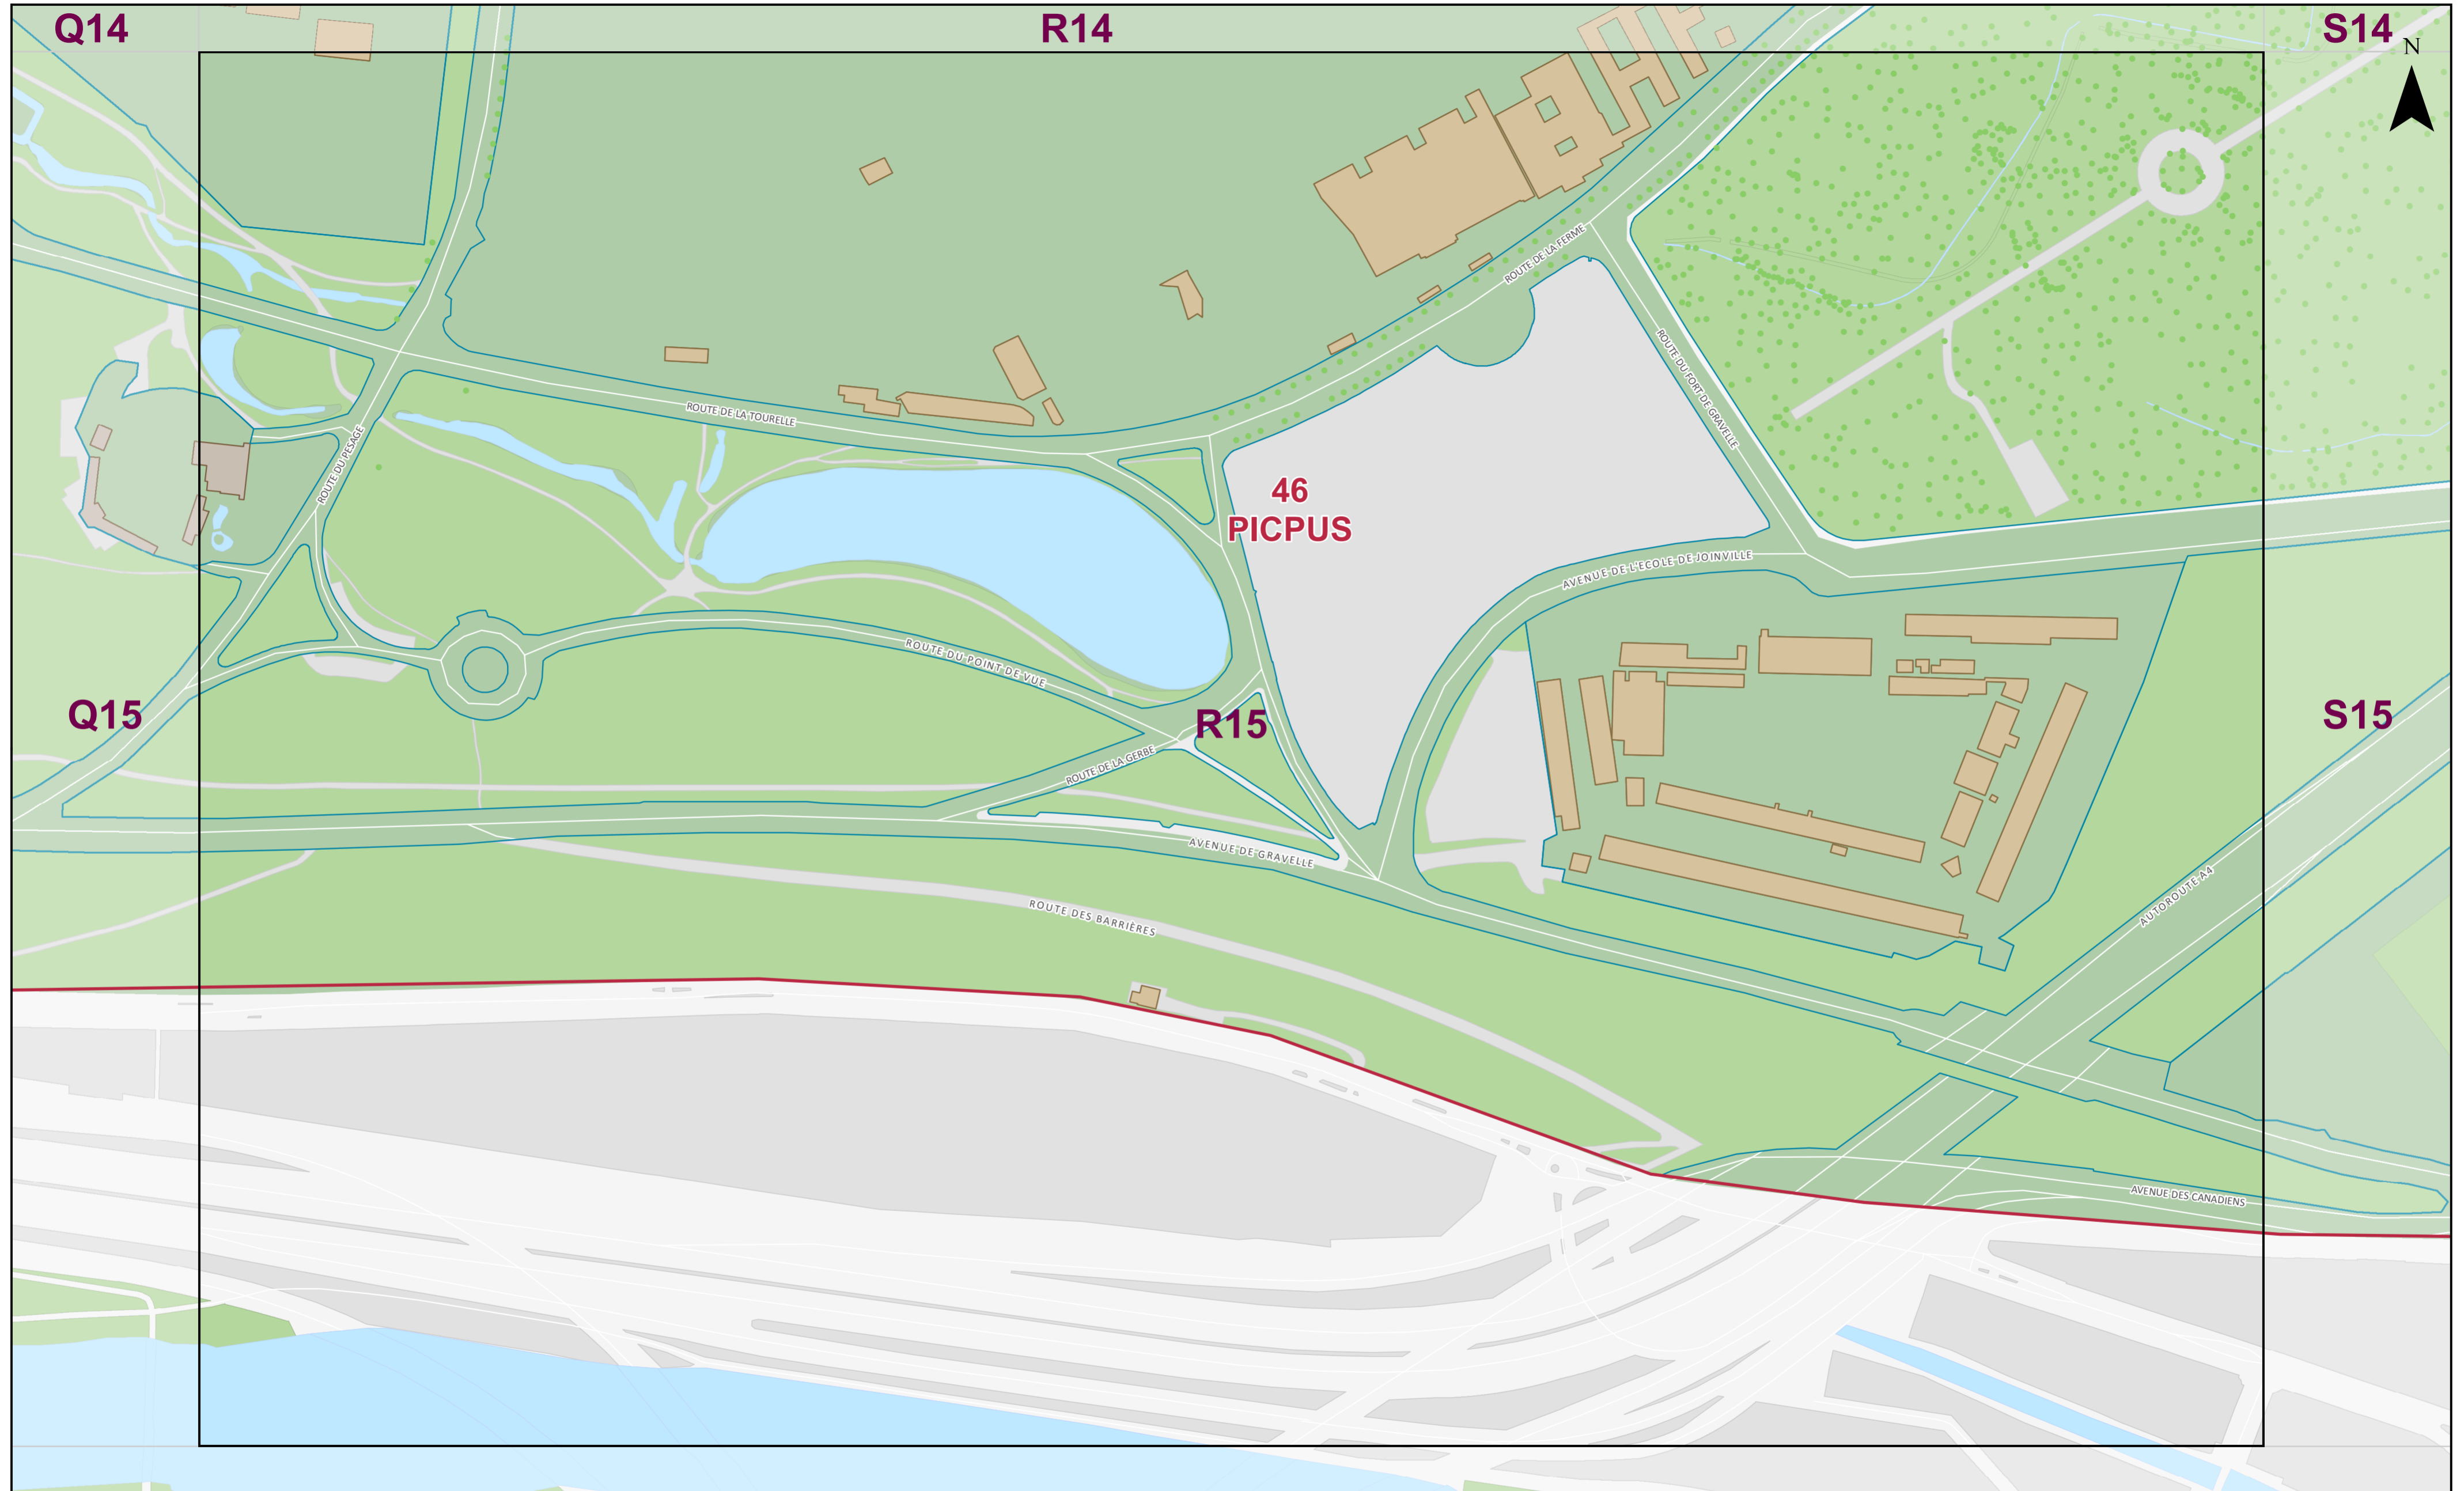 Q14
R14
S14
N
ROUTE DE LA FERME
ROUTE DU FORT DE GRAVELLE
ROUTE DE LA TOURELLE
ROUTE DU PESAGE
46
PICPUS
AVENUE DE L'ECOLE DE JOINVILLE
ROUTE DU POINT DE VUE
Q15
R15
S15
ROUTE DE LA GERBE
AVENUE DE GRAVELLE
ROUTE DES BARRIÈRES
AUTOROUTE A4
AVENUE DES CANADIENS